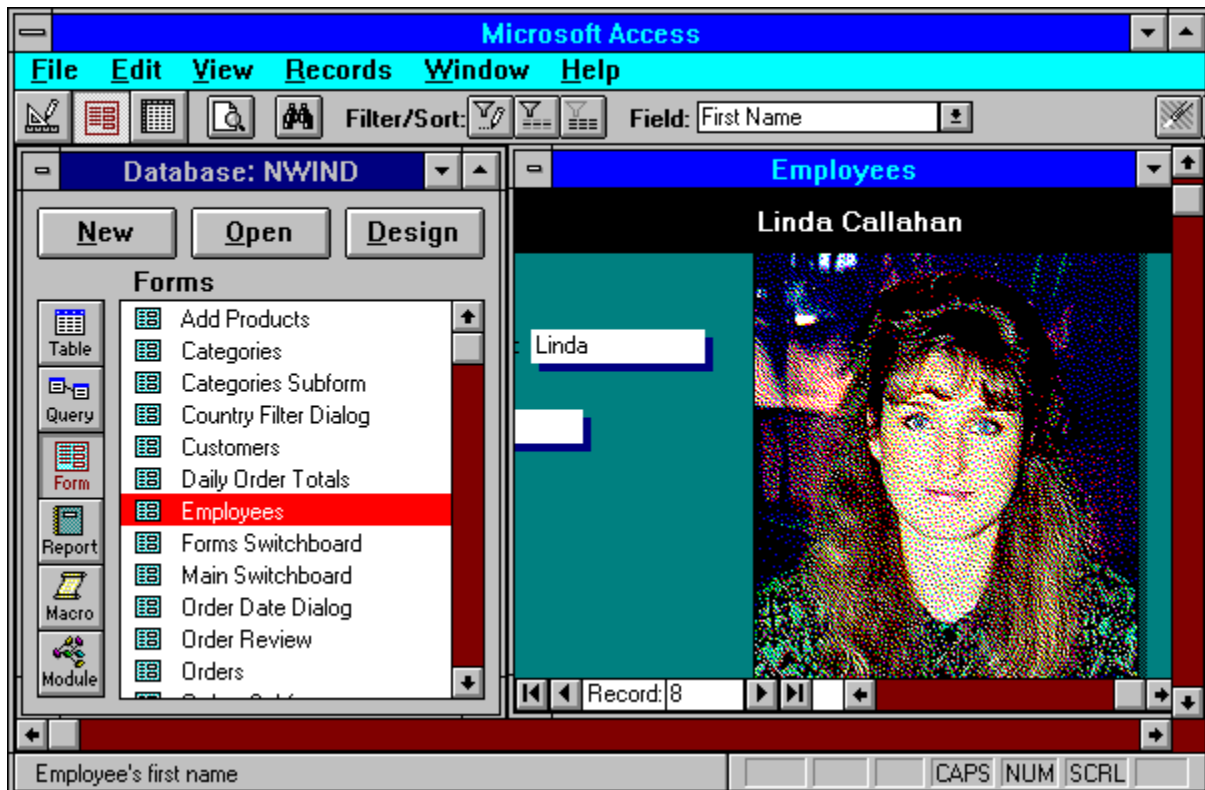 Microsoft Access
File Edit View Records Window Help
Filter/Sort: Field: First Name
Database: NWIND
New Open Design
Forms
Table
Query
Form
Report
Macro
Module
Add Products
Categories
Categories Subform
Country Filter Dialog
Customers
Daily Order Totals
Employees
Forms Switchboard
Main Switchboard
Order Date Dialog
Order Review
Orders
Employees
Linda Callahan
: Linda
Record: 8
Employee's first name
CAPS NUM SCRL